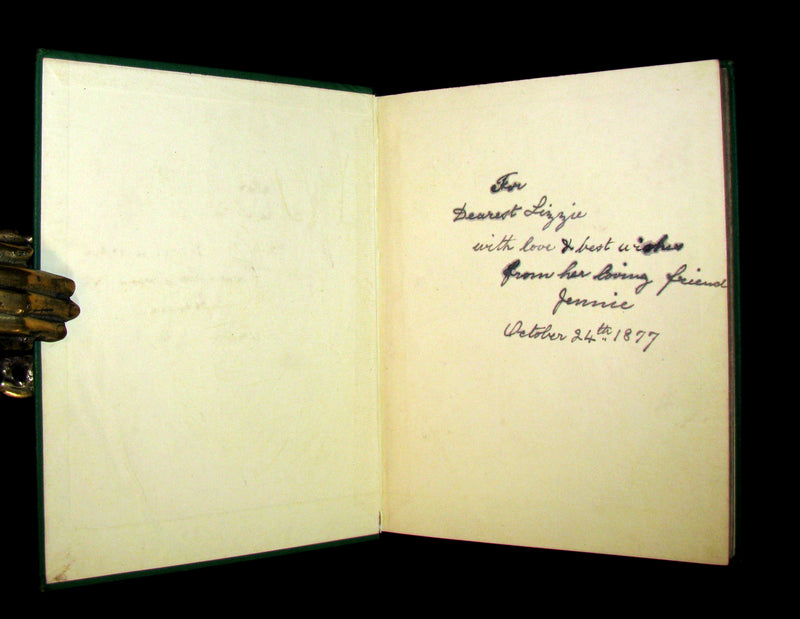 For
Dearest Lizzie
with love & best wishes
from her loving friend
Jennie
October 24th 1877